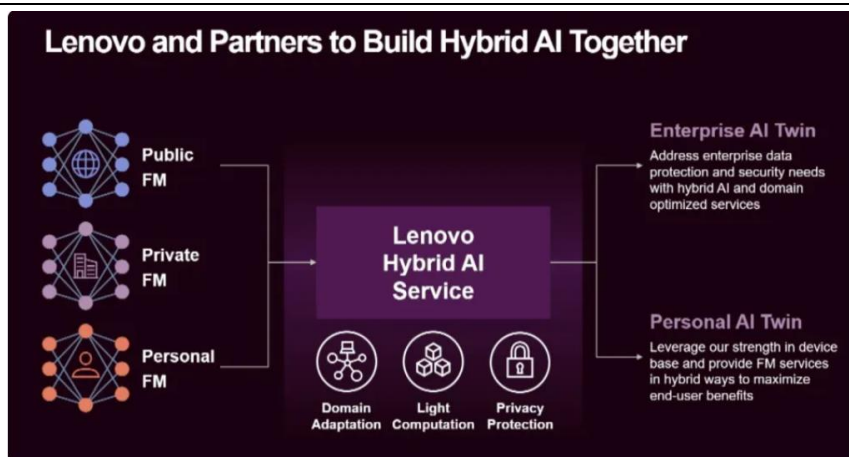 Lenovo and Partners to Build Hybrid AI Together
Public
FM
Private
FM
Personal
FM
Lenovo
Hybrid AI
Service
Domain
Adaptation
Light
Computation
Privacy
Protection
Enterprise AI Twin
Address enterprise data
protection and security needs
with hybrid AI and domain
optimized services
Personal AI Twin
Leverage our strength in device
base and provide FM services
in hybrid ways to maximize
end-user benefits